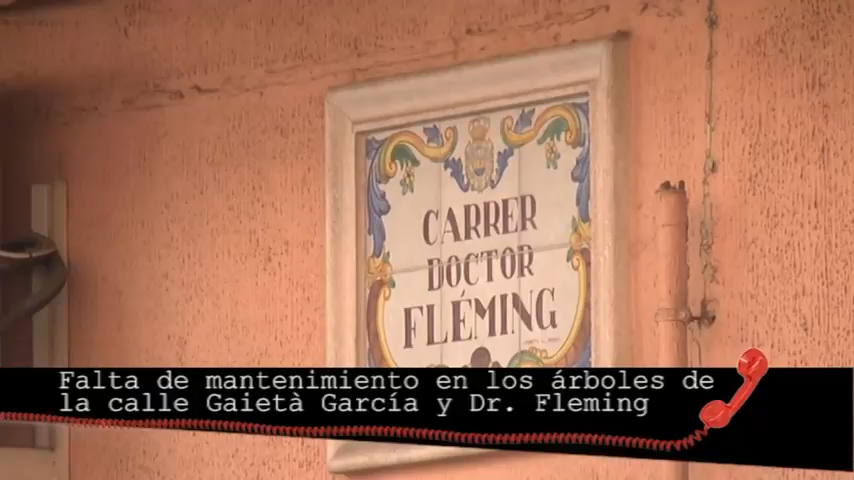 CARRER
DOCTOR
FLÉMING
Falta de mantenimiento en los árboles de
la calle Gaietà García y Dr. Fleming